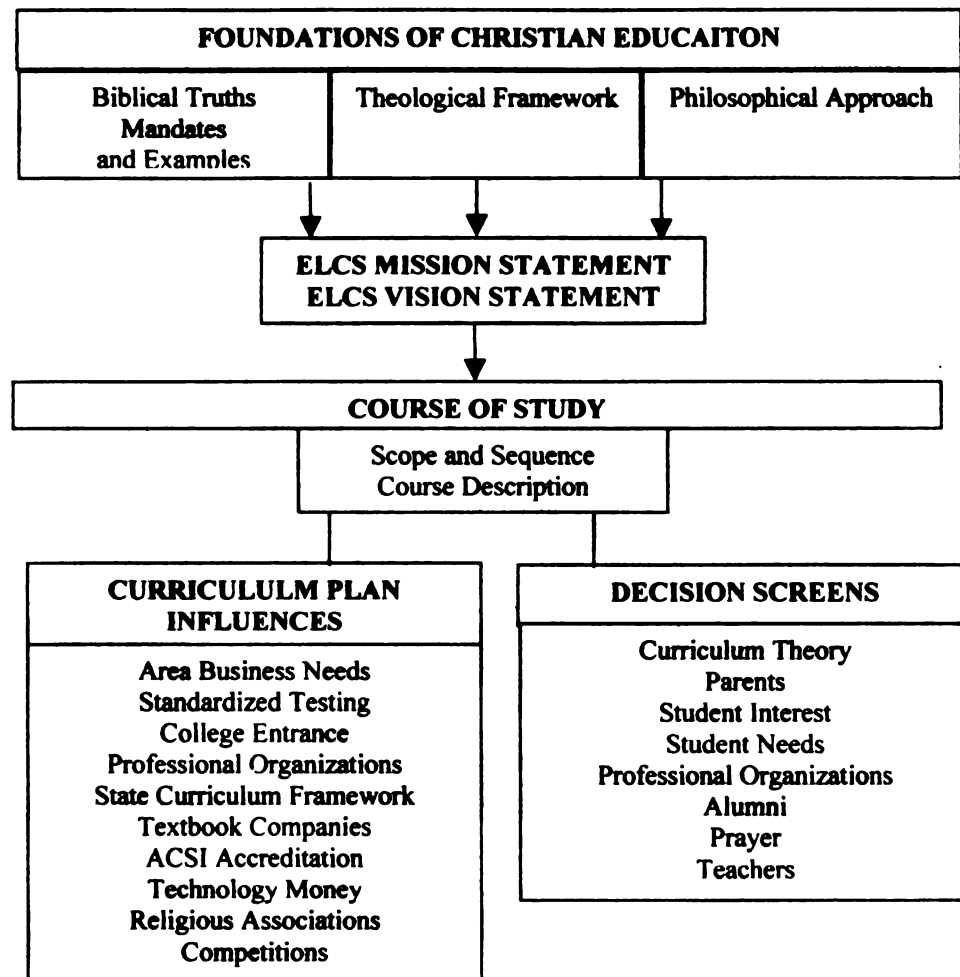 FOUNDATIONS OF CHRISTIAN EDUCAITON
Biblical Truths
Mandates
and Examples
Theological Framework
Philosophical Approach
ELCS MISSION STATEMENT
ELCS VISION STATEMENT
COURSE OF STUDY
Scope and Sequence
Course Description
CURRICULULM PLAN
INFLUENCES
Area Business Needs
Standardized Testing
College Entrance
Professional Organizations
State Curriculum Framework
Textbook Companies
ACSI Accreditation
Technology Money
Religious Associations
Competitions
DECISION SCREENS
Curriculum Theory
Parents
Student Interest
Student Needs
Professional Organizations
Alumni
Prayer
Teachers